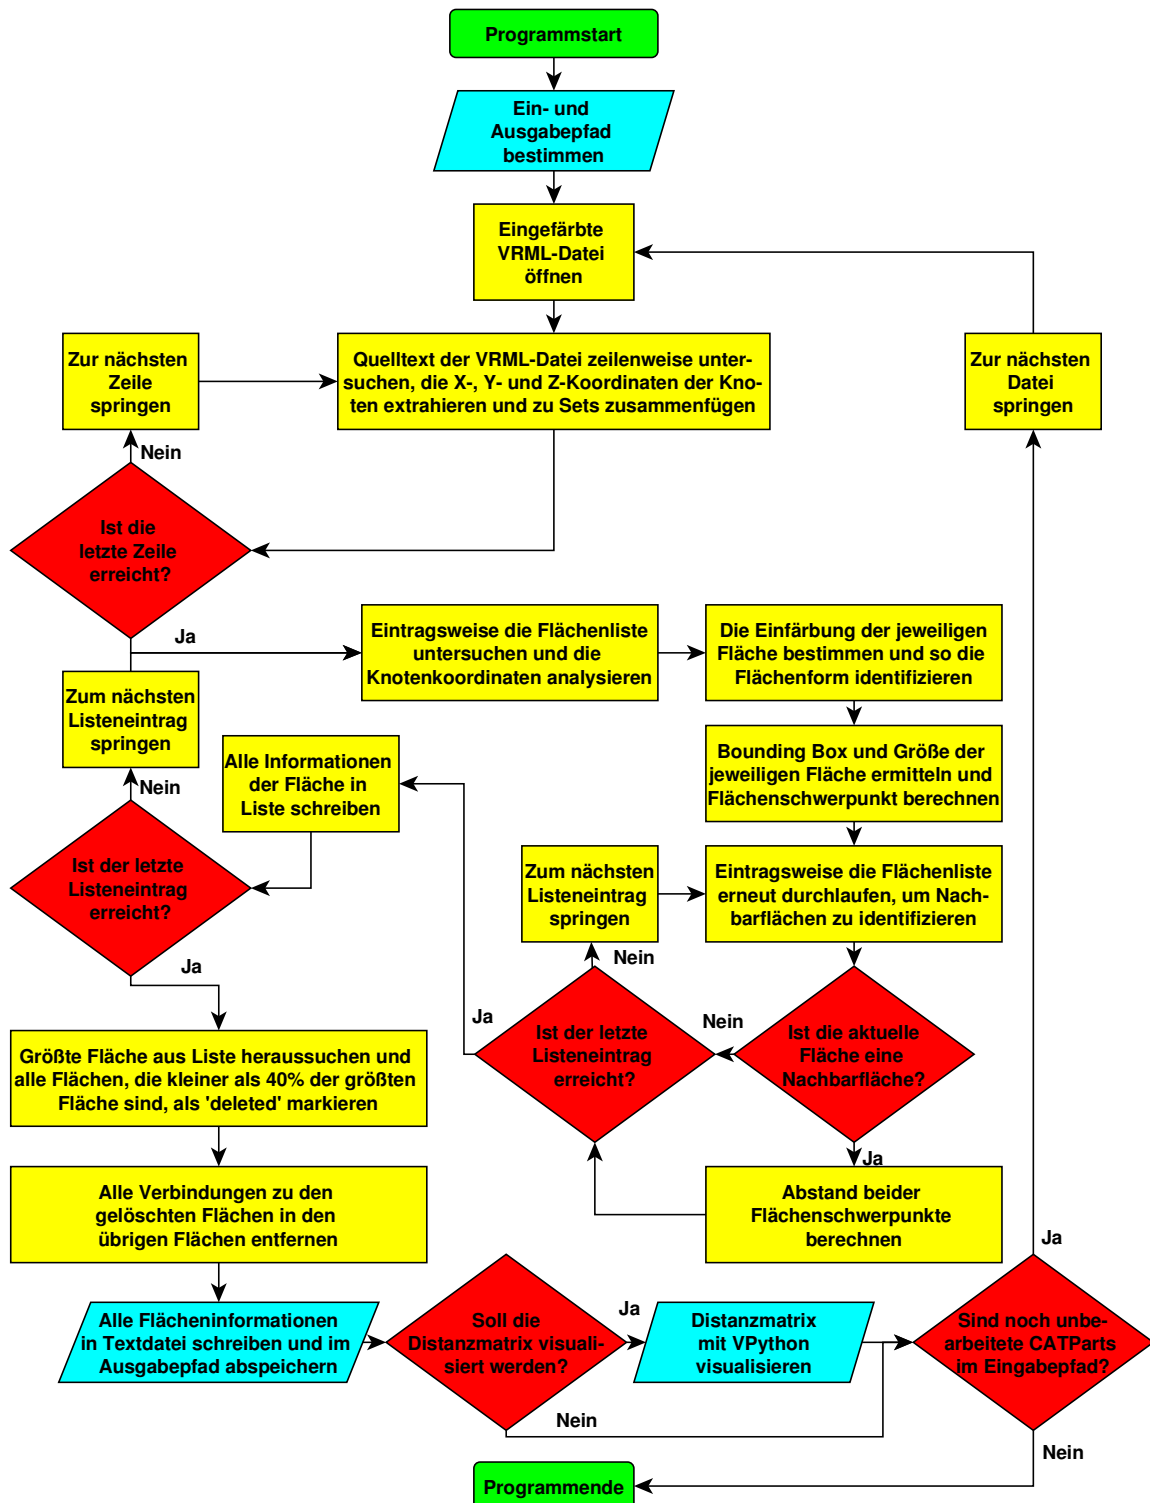 Programmstart
Ein- und
Ausgabepfad
bestimmen
Eingefärbte
VRML-Datei
öffnen
Zur nächsten
Zeile
springen
Quelltext der VRML-Datei zeilenweise unter-
suchen, die X-, Y- und Z-Koordinaten der Kno-
ten extrahieren und zu Sets zusammenfügen
Zur nächsten
Datei
springen
Nein
Ist die
letzte Zeile
erreicht?
Ja
Eintragsweise die Flächenliste
untersuchen und die
Knotenkoordinaten analysieren
Die Einfärbung der jeweiligen
Fläche bestimmen und so die
Flächenform identifizieren
Zum nächsten
Listeneintrag
springen
Alle Informationen
der Fläche in
Liste schreiben
Bounding Box und Größe der
jeweiligen Fläche ermitteln und
Flächenschwerpunkt berechnen
Nein
Ist der letzte
Listeneintrag
erreicht?
Zum nächsten
Listeneintrag
springen
Eintragsweise die Flächenliste
erneut durchlaufen, um Nach-
barflächen zu identifizieren
Nein
Ja
Ja
Ist der letzte
Listeneintrag
erreicht?
Nein
Ist die aktuelle
Fläche eine
Nachbarfläche?
Größte Fläche aus Liste heraussuchen und
alle Flächen, die kleiner als 40% der größten
Fläche sind, als 'deleted' markieren
Ja
Alle Verbindungen zu den
gelöschten Flächen in den
übrigen Flächen entfernen
Abstand beider
Flächenschwerpunkte
berechnen
Ja
Alle Flächeninformationen
in Textdatei schreiben und im
Ausgabepfad abspeichern
Soll die
Distanzmatrix visuali-
siert werden?
Ja
Distanzmatrix
mit VPython
visualisieren
Sind noch unbe-
arbeitete CATParts
im Eingabepfad?
Nein
Nein
Programmende